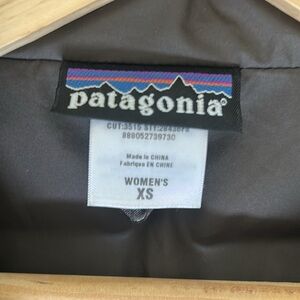 patagonia®
888052739730
Made in CHINA
Fabriqué EN CHINE
WOMEN'S
XS